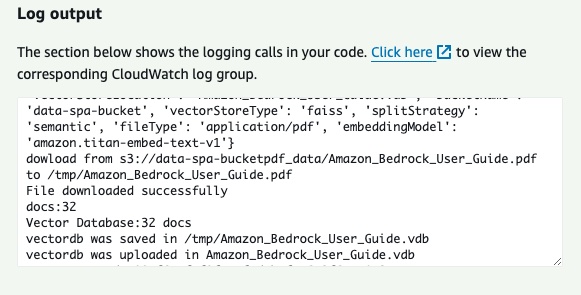 Log output
The section below shows the logging calls in your code. Click here to view the
corresponding CloudWatch log group.
'data-spa-bucket', 'vectorStoreType': 'faiss', 'splitStrategy':
'semantic', 'fileType': 'application/pdf', 'embeddingModel':
'amazon.titan-embed-text-v1'}
dowload from s3://data-spa-bucketpdf_data/Amazon_Bedrock_User_Guide.pdf
to /tmp/Amazon_Bedrock_User_Guide.pdf
File downloaded successfully
docs:32
Vector Database:32 docs
vectordb was saved in /tmp/Amazon_Bedrock_User_Guide.vdb
vectordb was uploaded in Amazon_Bedrock_User_Guide.vdb